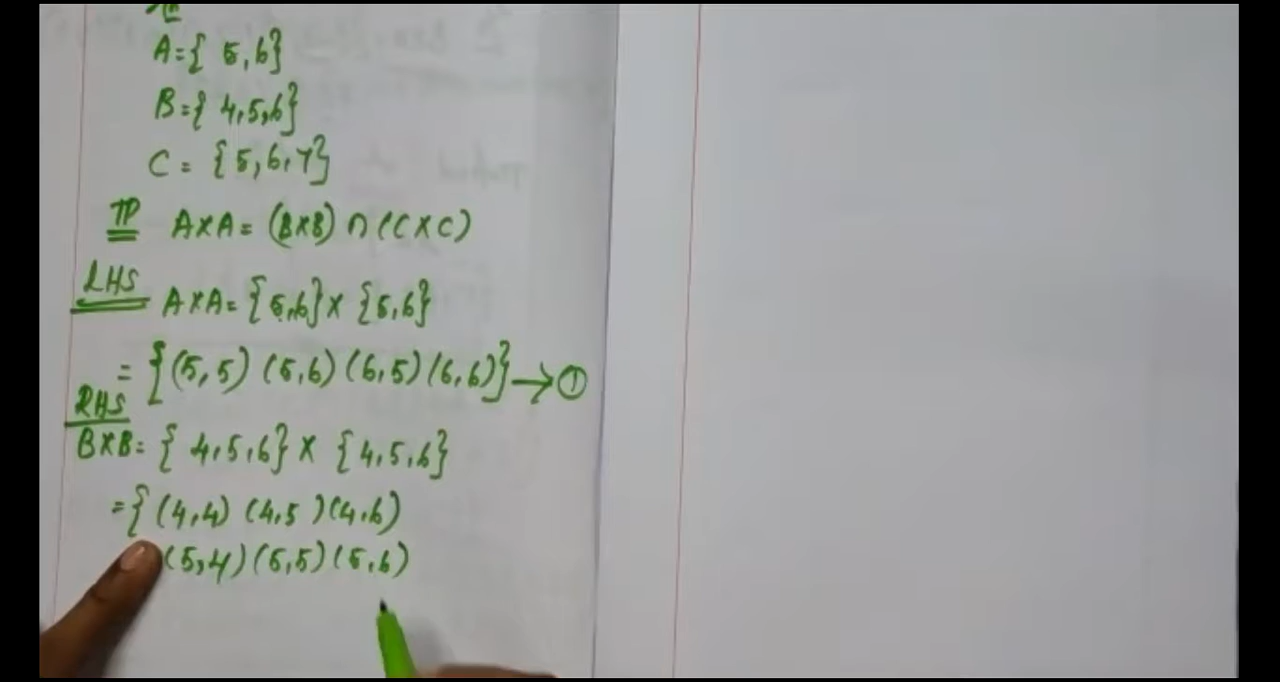 A={ 5,6}
B={ 4,5,6}
C= {5,6,7}
TP A×A= (B×B) ∩ (C×C)
LHS A×A= {5,6}× {5,6}
= {(5,5) (5,6) (6,5) (6,6)}→①
RHS
B×B= { 4,5,6} × {4,5,6}
={ (4,4) (4,5 )(4,6)
(5,4)(5,5)(5,6)